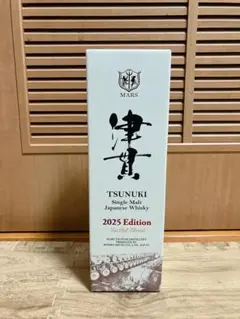 MARS
津貫
TSUNUKI
Single Malt
Japanese Whisky
2025 Edition